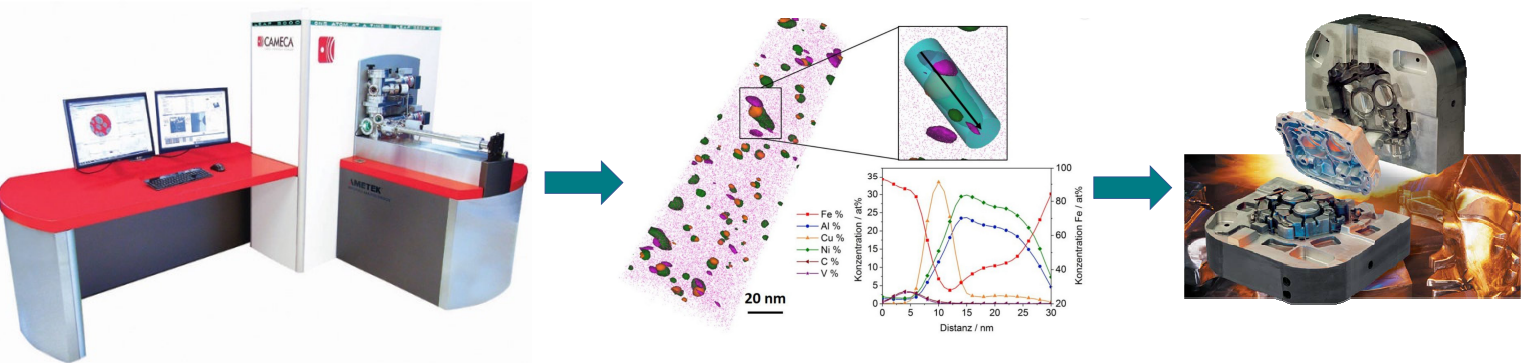 CAMECA
AMETEK
20 nm
Fe %
Al %
Cu %
Ni %
C %
V %
Konzentration / at%
35
30
25
20
15
10
5
0
0 5 10 15 20 25 30
Distanz / nm
100
80
60
40
20
Konzentration Fe / at%